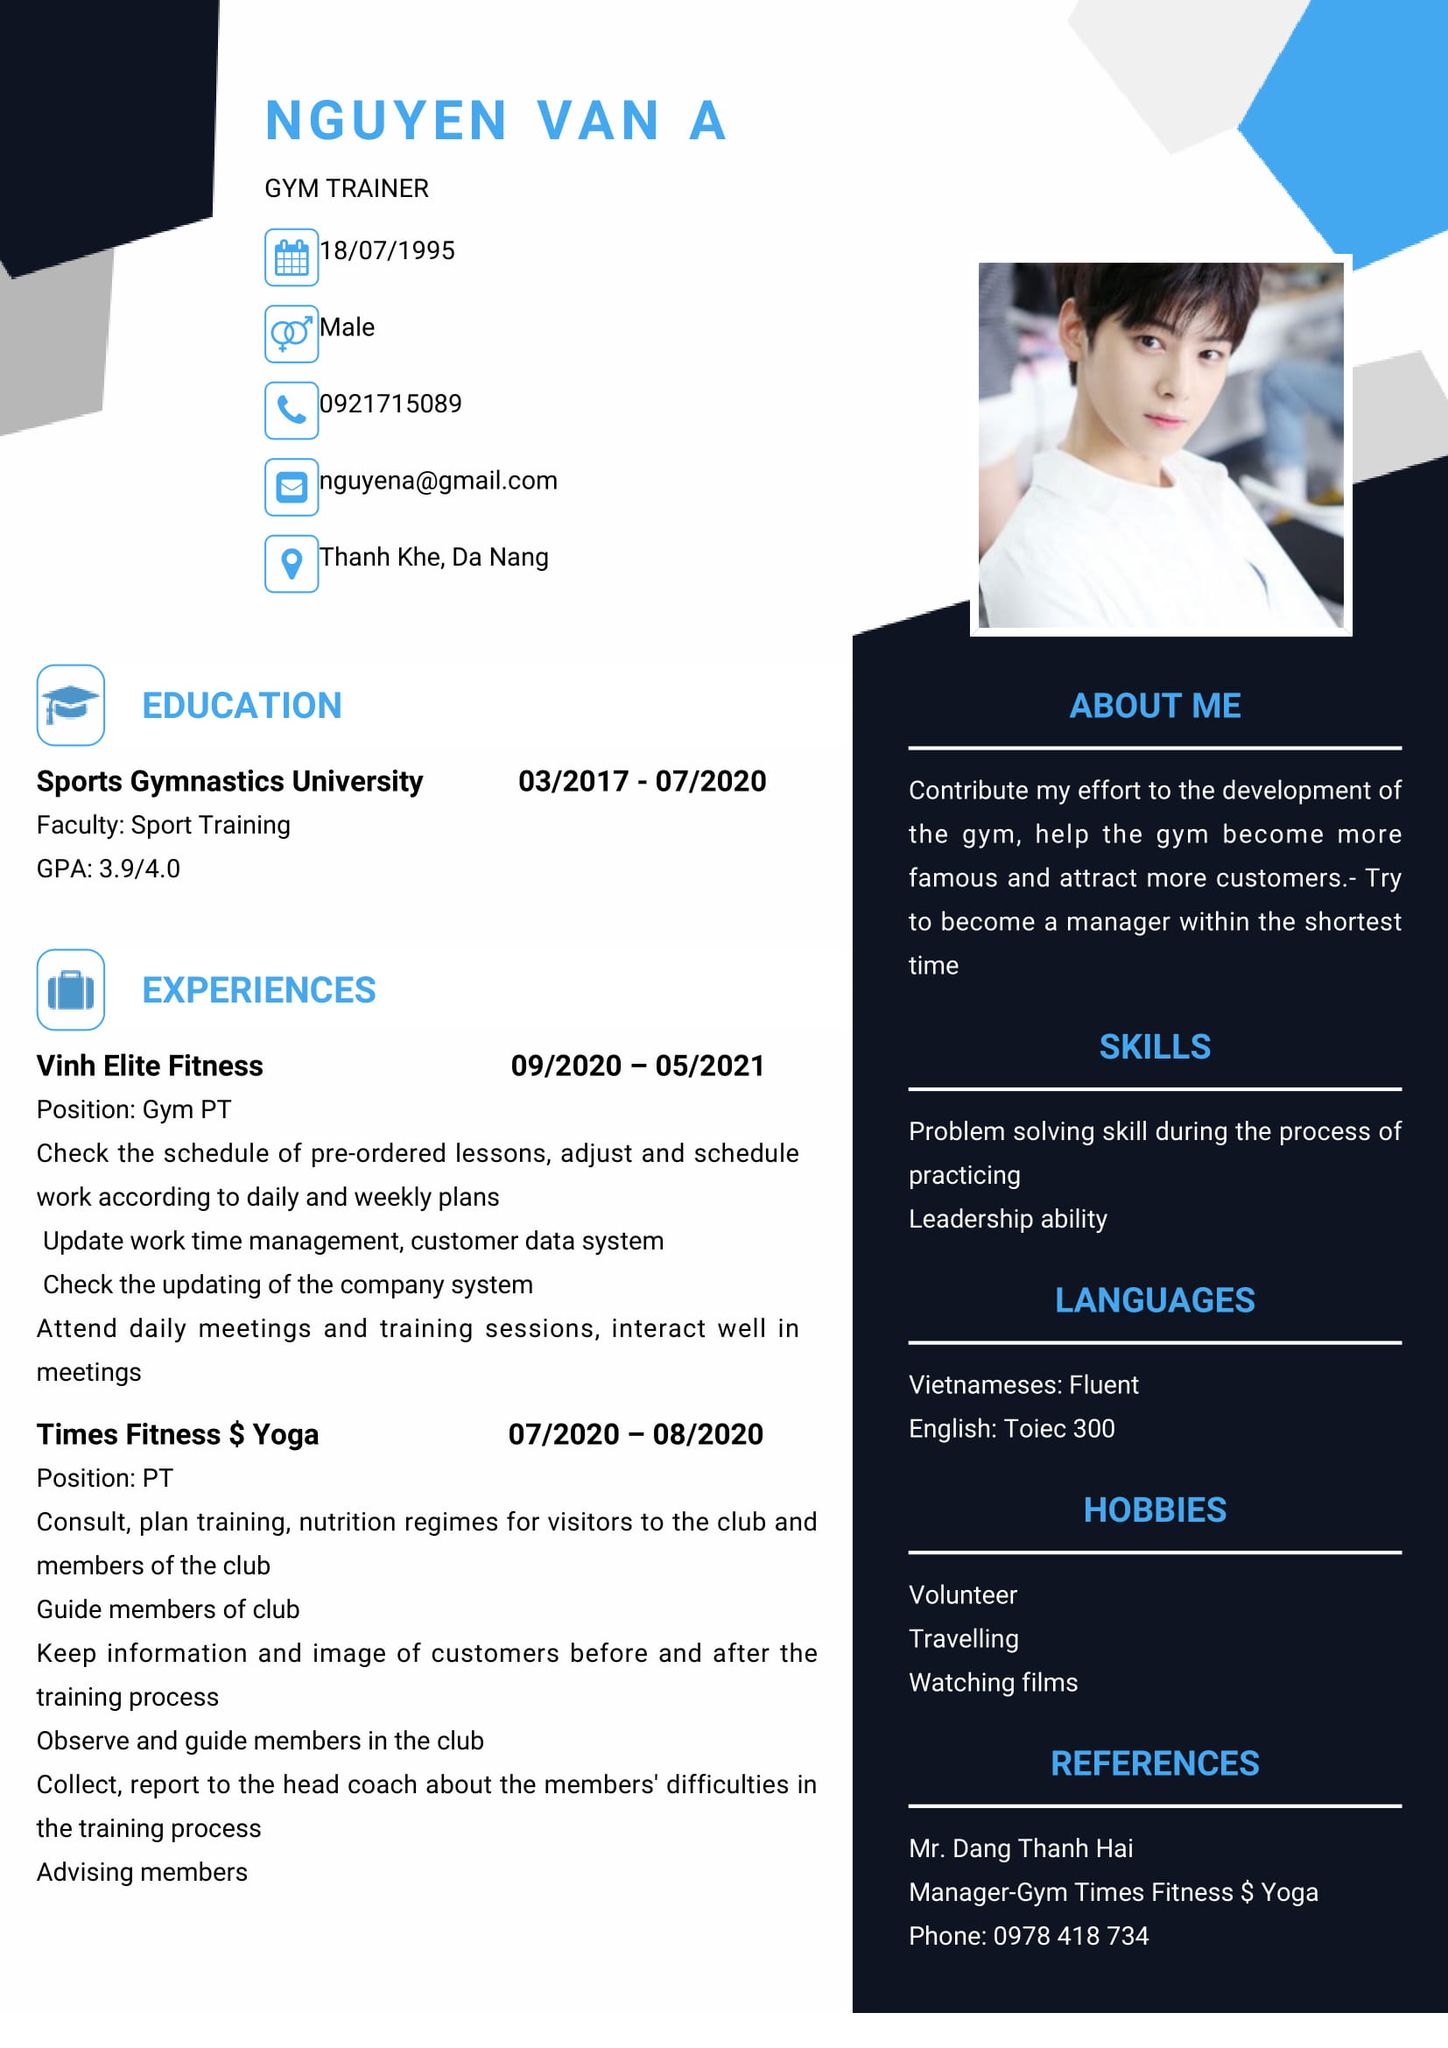 NGUYEN VAN A
GYM TRAINER
18/07/1995
Male
0921715089
nguyena@gmail.com
Thanh Khe, Da Nang
EDUCATION
Sports Gymnastics University 03/2017 - 07/2020
Faculty: Sport Training
GPA: 3.9/4.0
EXPERIENCES
Vinh Elite Fitness 09/2020 – 05/2021
Position: Gym PT
Check the schedule of pre-ordered lessons, adjust and schedule
work according to daily and weekly plans
Update work time management, customer data system
Check the updating of the company system
Attend daily meetings and training sessions, interact well in
meetings
Times Fitness $ Yoga 07/2020 – 08/2020
Position: PT
Consult, plan training, nutrition regimes for visitors to the club and
members of the club
Guide members of club
Keep information and image of customers before and after the
training process
Observe and guide members in the club
Collect, report to the head coach about the members' difficulties in
the training process
Advising members
ABOUT ME
Contribute my effort to the development of
the gym, help the gym become more
famous and attract more customers.- Try
to become a manager within the shortest
time
SKILLS
Problem solving skill during the process of
practicing
Leadership ability
LANGUAGES
Vietnameses: Fluent
English: Toiec 300
HOBBIES
Volunteer
Travelling
Watching films
REFERENCES
Mr. Dang Thanh Hai
Manager-Gym Times Fitness $ Yoga
Phone: 0978 418 734